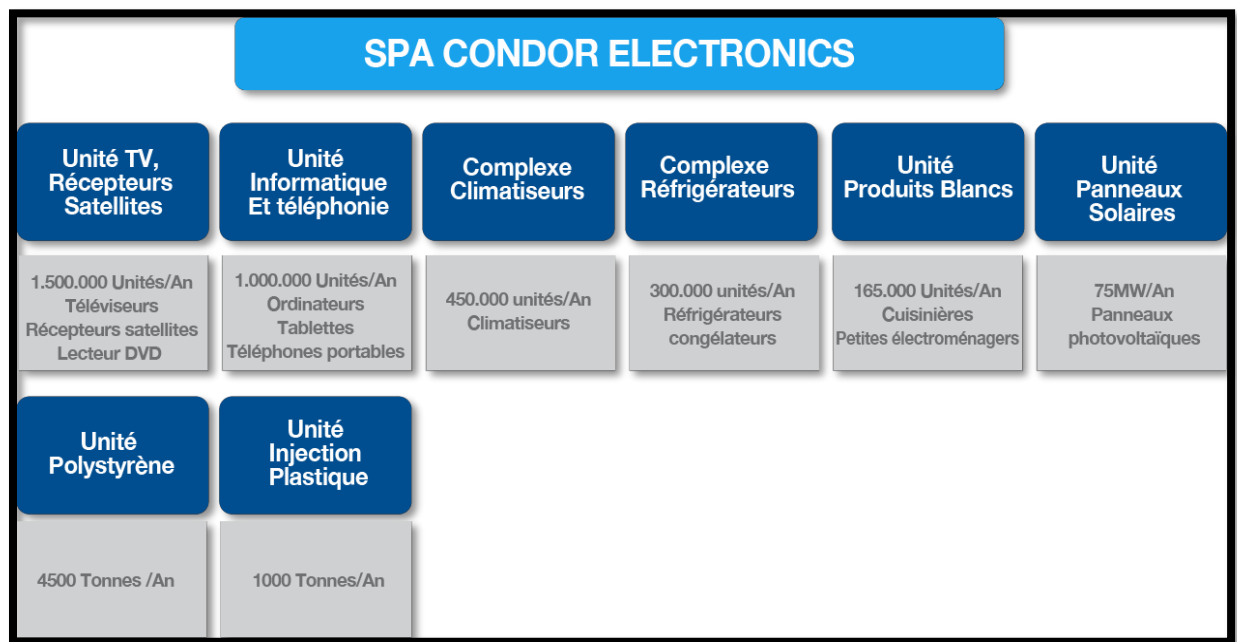 SPA CONDOR ELECTRONICS
Unité TV,
Récepteurs
Satellites
Unité
Informatique
Et téléphonie
Complexe
Climatiseurs
Complexe
Réfrigérateurs
Unité
Produits Blancs
Unité
Panneaux
Solaires
1.500.000 Unités/An
Téléviseurs
Récepteurs satellites
Lecteur DVD
1.000.000 Unités/An
Ordinateurs
Tablettes
Téléphones portables
450.000 unités/An
Climatiseurs
300.000 unités/An
Réfrigérateurs
congélateurs
165.000 Unités/An
Cuisinières
Petites électroménagers
75MW/An
Panneaux
photovoltaïques
Unité
Polystyrène
Unité
Injection
Plastique
4500 Tonnes /An
1000 Tonnes/An